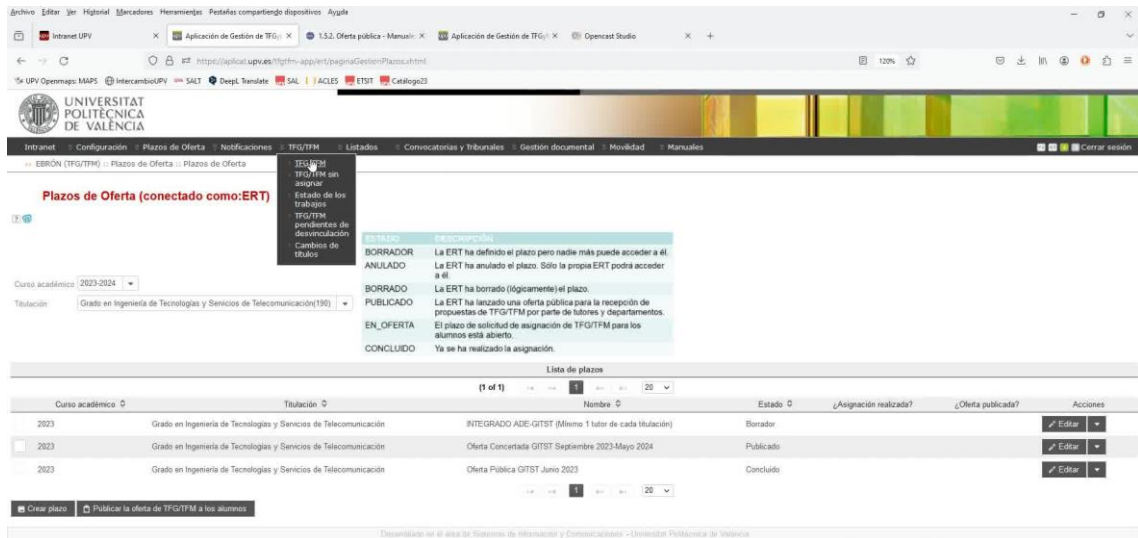 Archivo Editar Ver Historial Marcadores Herramientas Pestañas compartiendo dispositivos Ayuda
Intranet UPV × Aplicación de Gestión de TFG × 1.5.2. Oferta pública - Manuale × Aplicación de Gestión de TFG × Opencast Studio × +
https://aplicat.upv.es/tfgtfm-app/ert/paginaGestionPlazos.xhtml 120%
UPV Openmaps: MAPS IntercambioUPV SALT DeepL Translate SAL ACLES ETSIT Catálogo23
UNIVERSITAT
POLITÈCNICA
DE VALÈNCIA
Intranet Configuración Plazos de Oferta Notificaciones TFG/TFM Listados Convocatorias y Tribunales Gestión documental Movilidad Manuales Cerrar sesión
EBRÓN (TFG/TFM) :: Plazos de Oferta :: Plazos de Oferta
TFG/TFM
TFG/TFM sin
asignar
Estado de los
trabajos
TFG/TFM
pendientes de
desvinculación
Cambios de
títulos
Plazos de Oferta (conectado como:ERT)
ESTADO DESCRIPCIÓN
BORRADOR La ERT ha definido el plazo pero nadie más puede acceder a él.
ANULADO La ERT ha anulado el plazo. Sólo la propia ERT podrá acceder
a él.
BORRADO La ERT ha borrado (lógicamente) el plazo.
PUBLICADO La ERT ha lanzado una oferta pública para la recepción de
propuestas de TFG/TFM por parte de tutores y departamentos.
EN_OFERTA El plazo de solicitud de asignación de TFG/TFM para los
alumnos está abierto.
CONCLUIDO Ya se ha realizado la asignación.
Curso académico 2023-2024
Titulación Grado en Ingeniería de Tecnologías y Servicios de Telecomunicación(190)
Lista de plazos
(1 of 1) 1 20
Curso académico Titulación Nombre Estado ¿Asignación realizada? ¿Oferta publicada? Acciones
2023 Grado en Ingeniería de Tecnologías y Servicios de Telecomunicación INTEGRADO ADE-GITST (Mínimo 1 tutor de cada titulación) Borrador Editar
2023 Grado en Ingeniería de Tecnologías y Servicios de Telecomunicación Oferta Concertada GITST Septiembre 2023-Mayo 2024 Publicado Editar
2023 Grado en Ingeniería de Tecnologías y Servicios de Telecomunicación Oferta Pública GITST Junio 2023 Concluido Editar
1 20
Crear plazo Publicar la oferta de TFG/TFM a los alumnos
Desarrollado en el área de Sistemas de Información y Comunicaciones - Universitat Politècnica de València